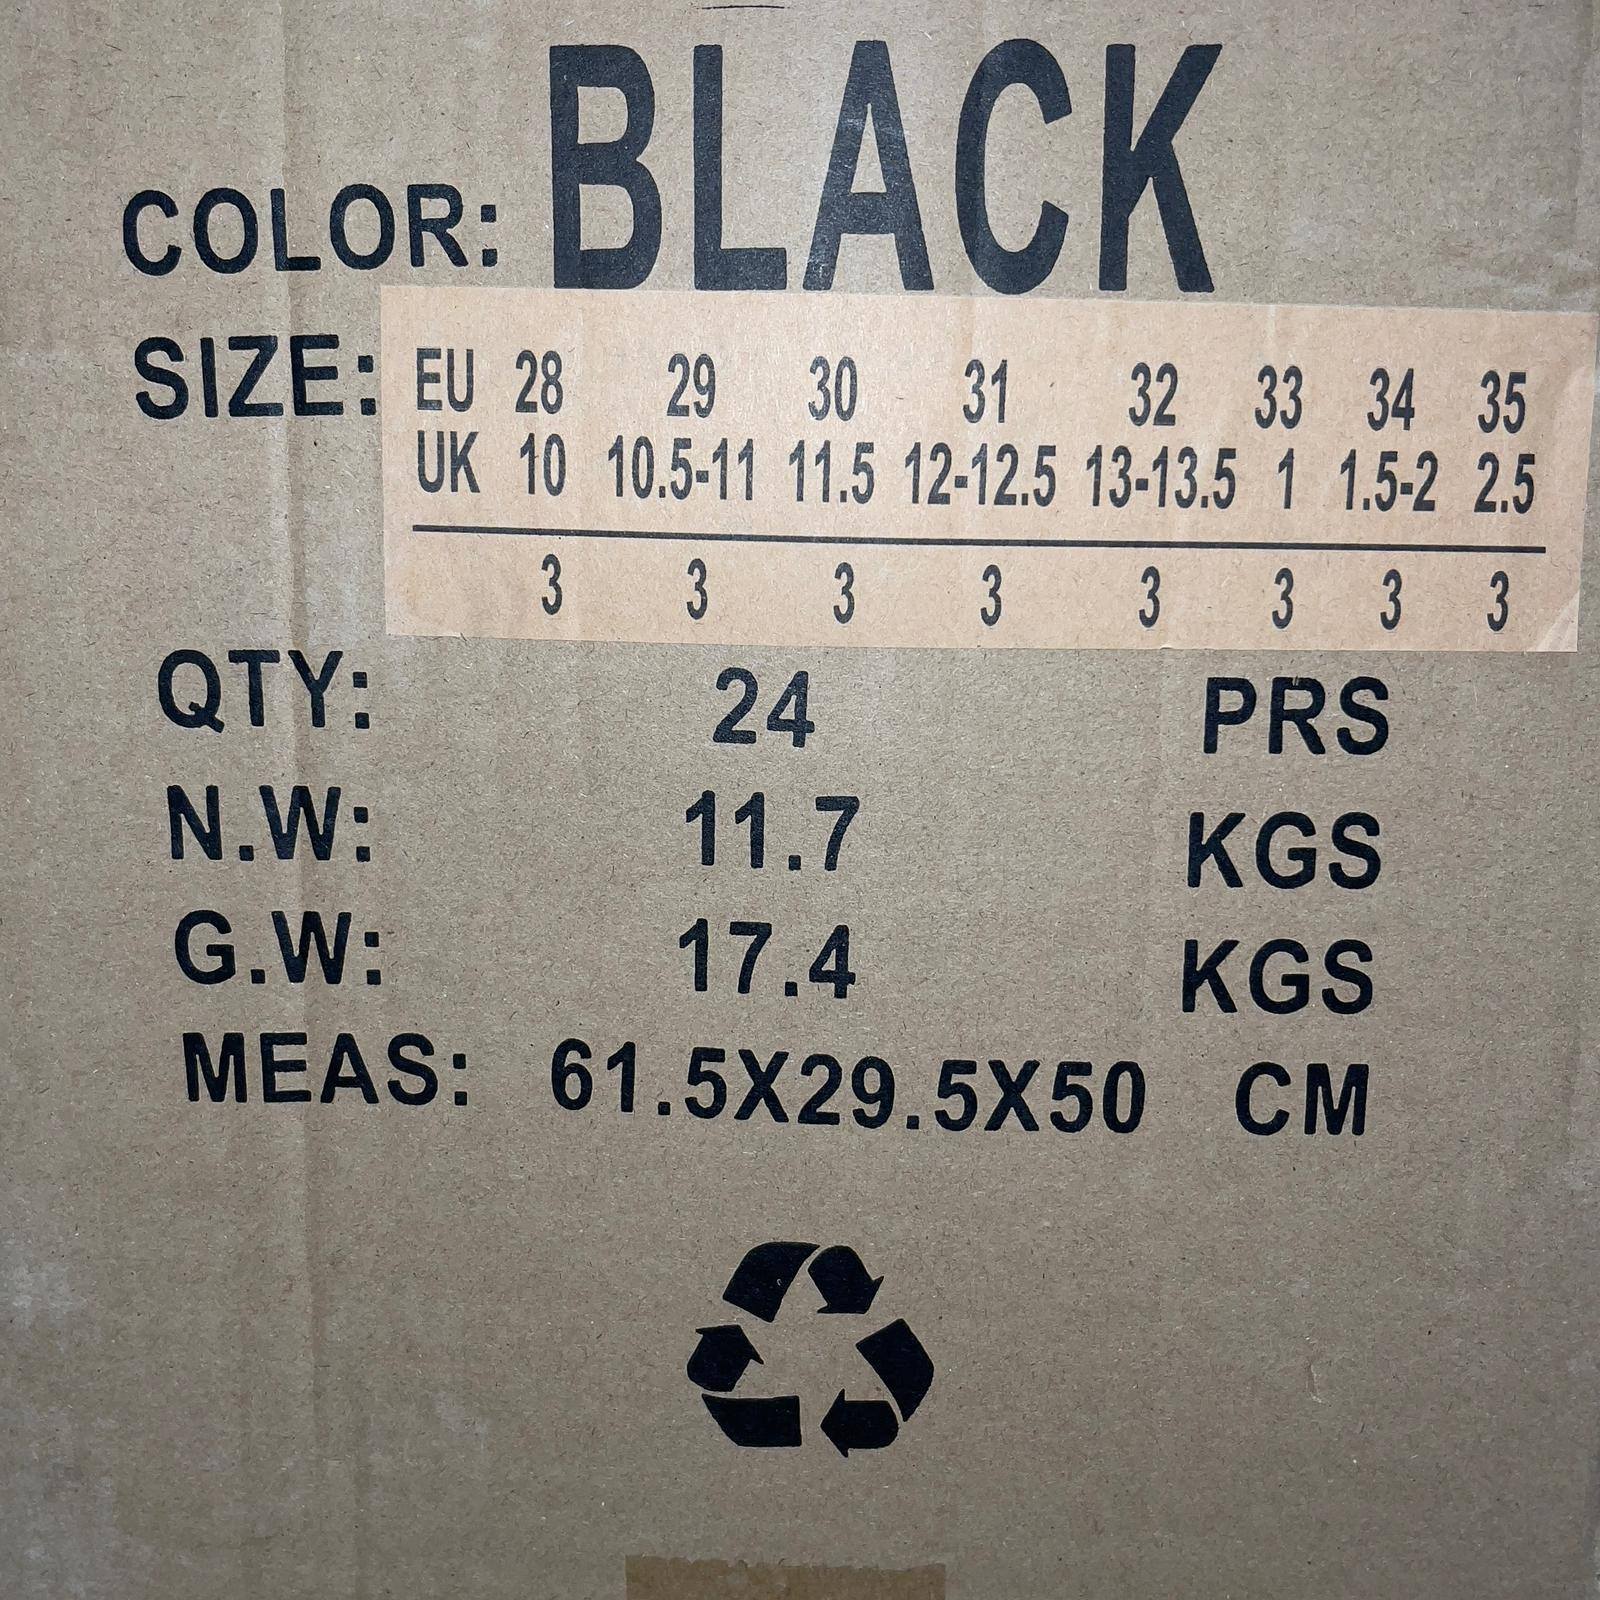 COLOR: BLACK
SIZE: EU 28 29 30 31 32 33 34 35
UK 10 10.5-11 11.5 12-12.5 13-13.5 1 1.5-2 2.5
3 3 3 3 3 3 3 3
QTY: 24 PRS
N.W: 11.7 KGS
G.W: 17.4 KGS
MEAS: 61.5X29.5X50 CM